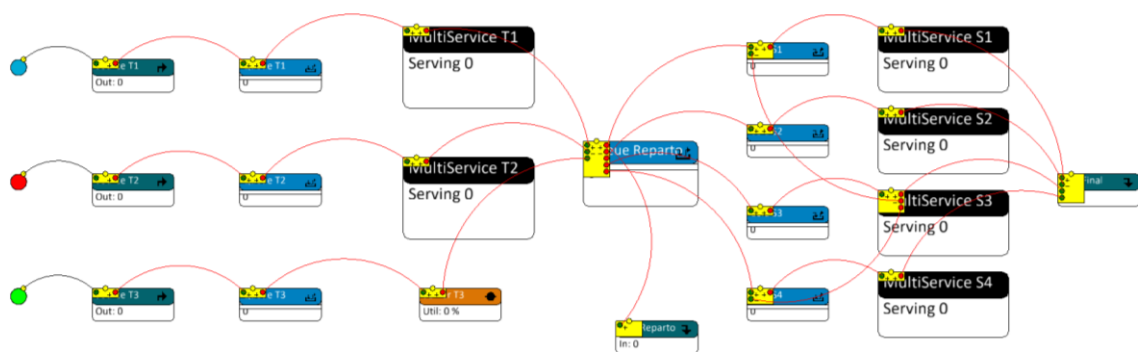 e T1
Out: 0
e T1
0
MultiService T1
Serving 0
S1
0
MultiService S1
Serving 0
e T2
Out: 0
e T2
0
MultiService T2
Serving 0
ue Reparto
S2
0
MultiService S2
Serving 0
S3
0
MultiService S3
Serving 0
inal
e T3
Out: 0
e T3
0
r T3
Util: 0 %
Reparto
In: 0
S4
0
MultiService S4
Serving 0